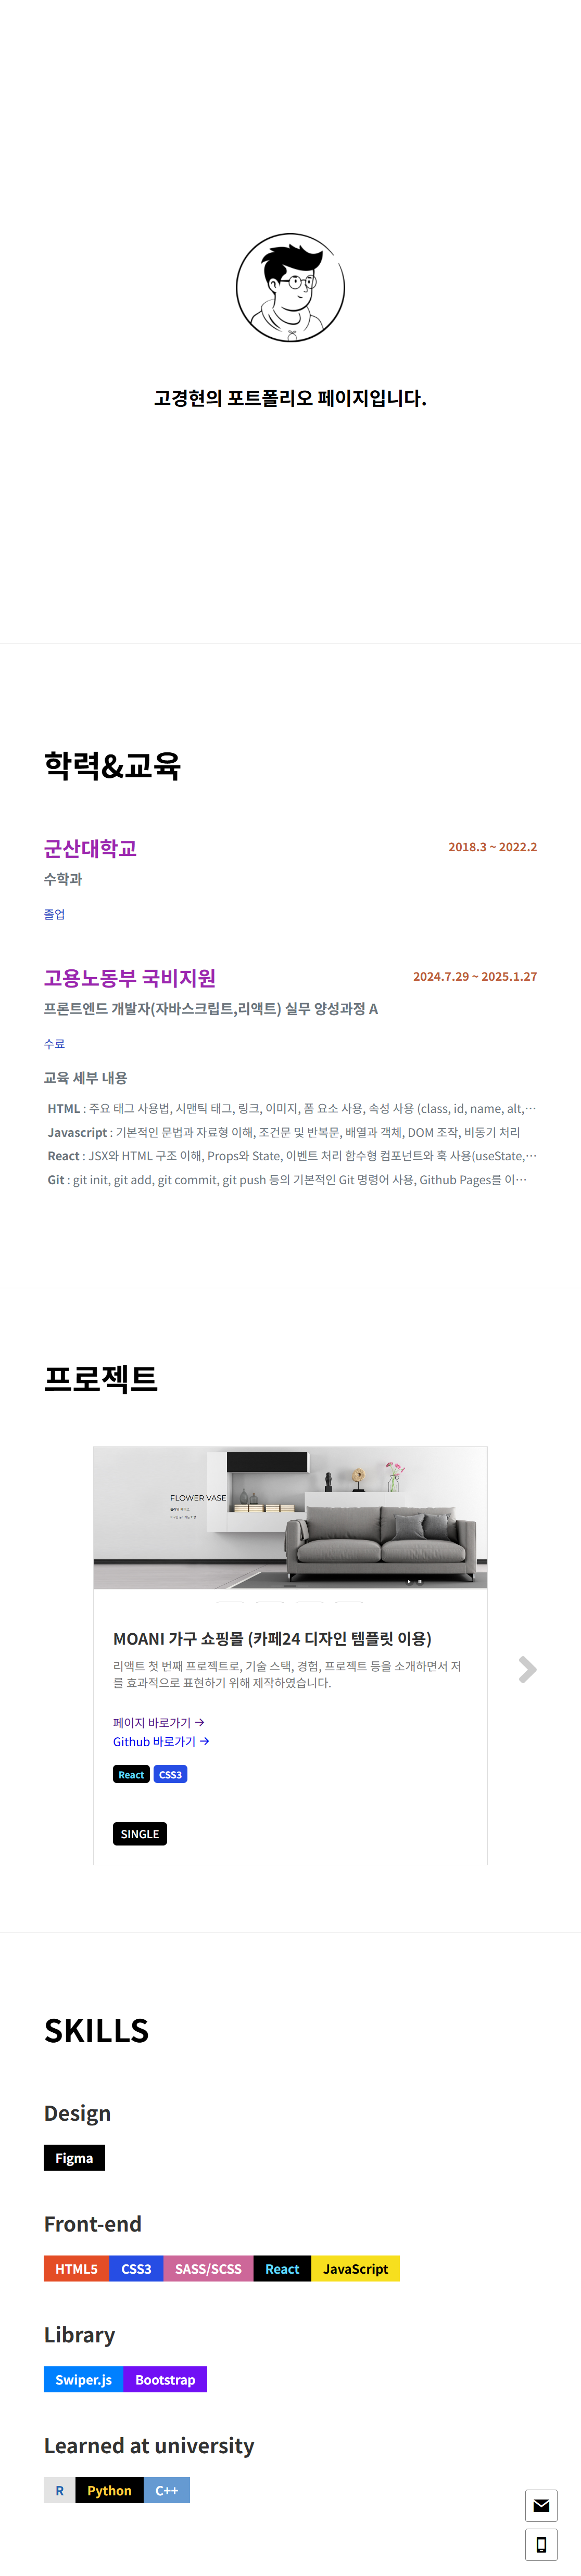 고경현의 포트폴리오 페이지입니다.
학력&교육
군산대학교
2018.3 ~ 2022.2
수학과
졸업
고용노동부 국비지원
2024.7.29 ~ 2025.1.27
프론트엔드 개발자(자바스크립트,리액트) 실무 양성과정 A
수료
교육 세부 내용
HTML : 주요 태그 사용법, 시맨틱 태그, 링크, 이미지, 폼 요소 사용, 속성 사용 (class, id, name, alt,…
Javascript : 기본적인 문법과 자료형 이해, 조건문 및 반복문, 배열과 객체, DOM 조작, 비동기 처리
React : JSX와 HTML 구조 이해, Props와 State, 이벤트 처리 함수형 컴포넌트와 훅 사용(useState,…
Git : git init, git add, git commit, git push 등의 기본적인 Git 명령어 사용, Github Pages를 이…
프로젝트
FLOWER VASE
MOANI 가구 쇼핑몰 (카페24 디자인 템플릿 이용)
리액트 첫 번째 프로젝트로, 기술 스택, 경험, 프로젝트 등을 소개하면서 저
를 효과적으로 표현하기 위해 제작하였습니다.
페이지 바로가기 →
Github 바로가기 →
React CSS3
SINGLE
SKILLS
Design
Figma
Front-end
HTML5 CSS3 SASS/SCSS React JavaScript
Library
Swiper.js Bootstrap
Learned at university
R Python C++